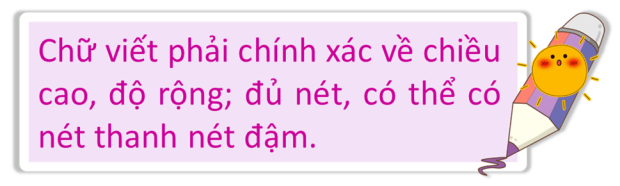 Chữ viết phải chính xác về chiều
cao, độ rộng; đủ nét, có thể có
nét thanh nét đậm.